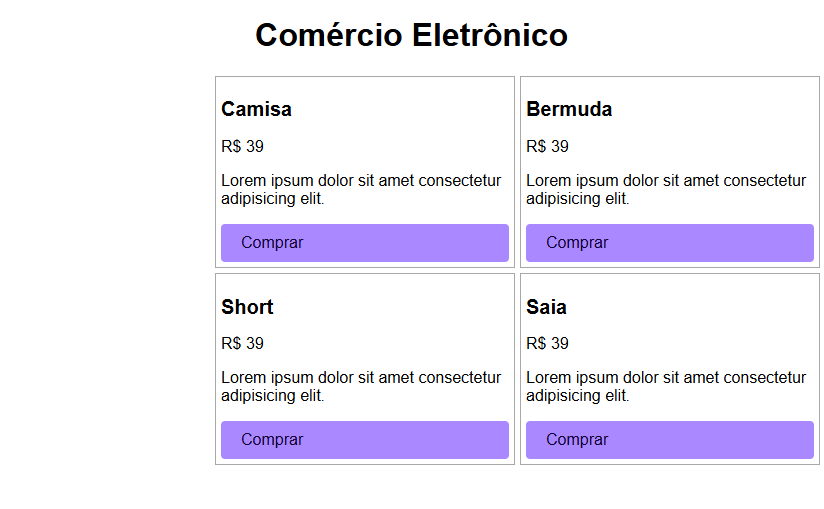 Comércio Eletrônico
Camisa
R$ 39
Lorem ipsum dolor sit amet consectetur
adipisicing elit.
Comprar
Bermuda
R$ 39
Lorem ipsum dolor sit amet consectetur
adipisicing elit.
Comprar
Short
R$ 39
Lorem ipsum dolor sit amet consectetur
adipisicing elit.
Comprar
Saia
R$ 39
Lorem ipsum dolor sit amet consectetur
adipisicing elit.
Comprar